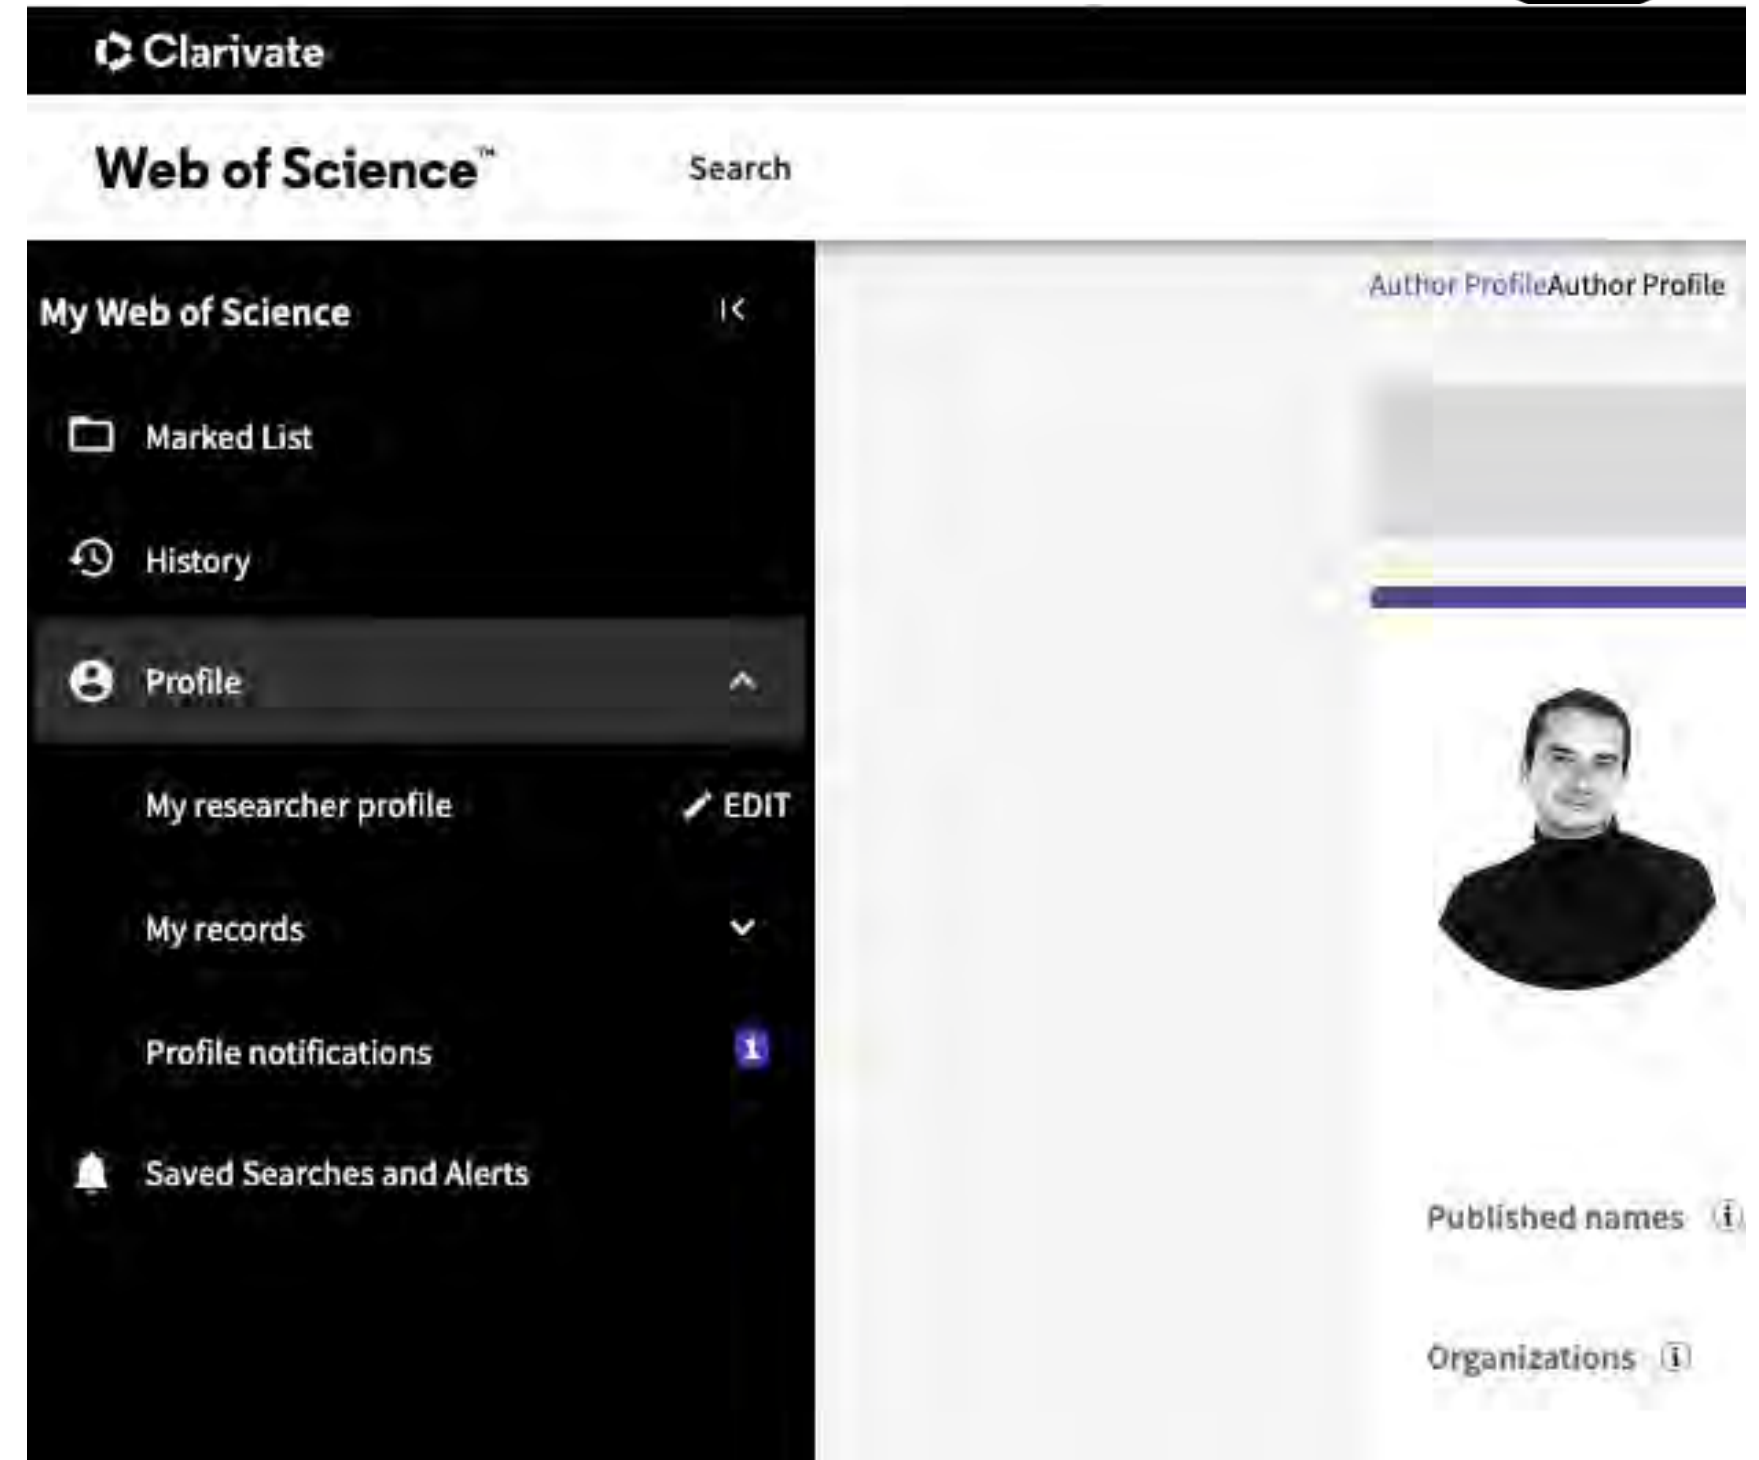 Clarivate
Web of Science™
Search
My Web of Science
Marked List
History
Profile
My researcher profile
EDIT
My records
Profile notifications
1
Saved Searches and Alerts
Author ProfileAuthor Profile
Published names
Organizations